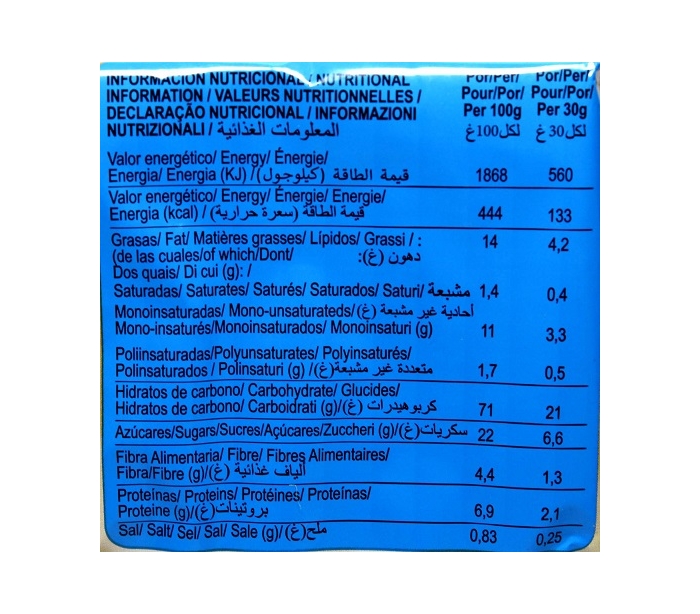 INFORMACIÓN NUTRICIONAL / NUTRITIONAL Por/Per/ Por/Per/
INFORMATION / VALEURS NUTRITIONNELLES / Pour/Por/ Pour/Por/
DECLARAÇÃO NUTRICIONAL / INFORMAZIONI Per 100g Per 30g
NUTRIZIONALI / المعلومات الغذائية لكل100غ لكل30 غ
Valor energético/ Energy/ Énergie/
Energia/ Energia (KJ) /قيمة الطاقة (كيلوجول) 1868 560
Valor energético/ Energy/ Énergie/ Energie/
Energia (kcal) / قيمة الطاقة (سعرة حرارية) 444 133
Grasas/ Fat/ Matières grasses/ Lípidos/ Grassi / : 14 4,2
(de las cuales/of which/Dont/ دهون (غ):
Dos quais/ Di cui (g): /
Saturadas/ Saturates/ Saturés/ Saturados/ Saturi/ مشبعة 1,4 0,4
Monoinsaturadas/ Mono-unsaturateds/ أحادية غير مشبعة (غ)
Mono-insaturés/Monoinsaturados/ Monoinsaturi (g) 11 3,3
Poliinsaturadas/Polyunsaturates/ Polyinsaturés/
Polinsaturados / Polinsaturi (g) /متعددة غير مشبعة(غ) 1,7 0,5
Hidratos de carbono/ Carbohydrate/ Glucides/
Hidratos de carbono/ Carboidrati (g)/كربوهيدرات (غ) 71 21
Azúcares/Sugars/Sucres/Açúcares/Zuccheri (g)/سكريات(غ) 22 6,6
Fibra Alimentaria/ Fibre/ Fibres Alimentaires/
Fibra/Fibre (g)/ألياف غذائية (غ) 4,4 1,3
Proteínas/ Proteins/ Protéines/ Proteínas/
Proteine (g)/بروتينات(غ) 6,9 2,1
Sal/ Salt/ Sel/ Sal/ Sale (g)/ملح(غ) 0,83 0,25